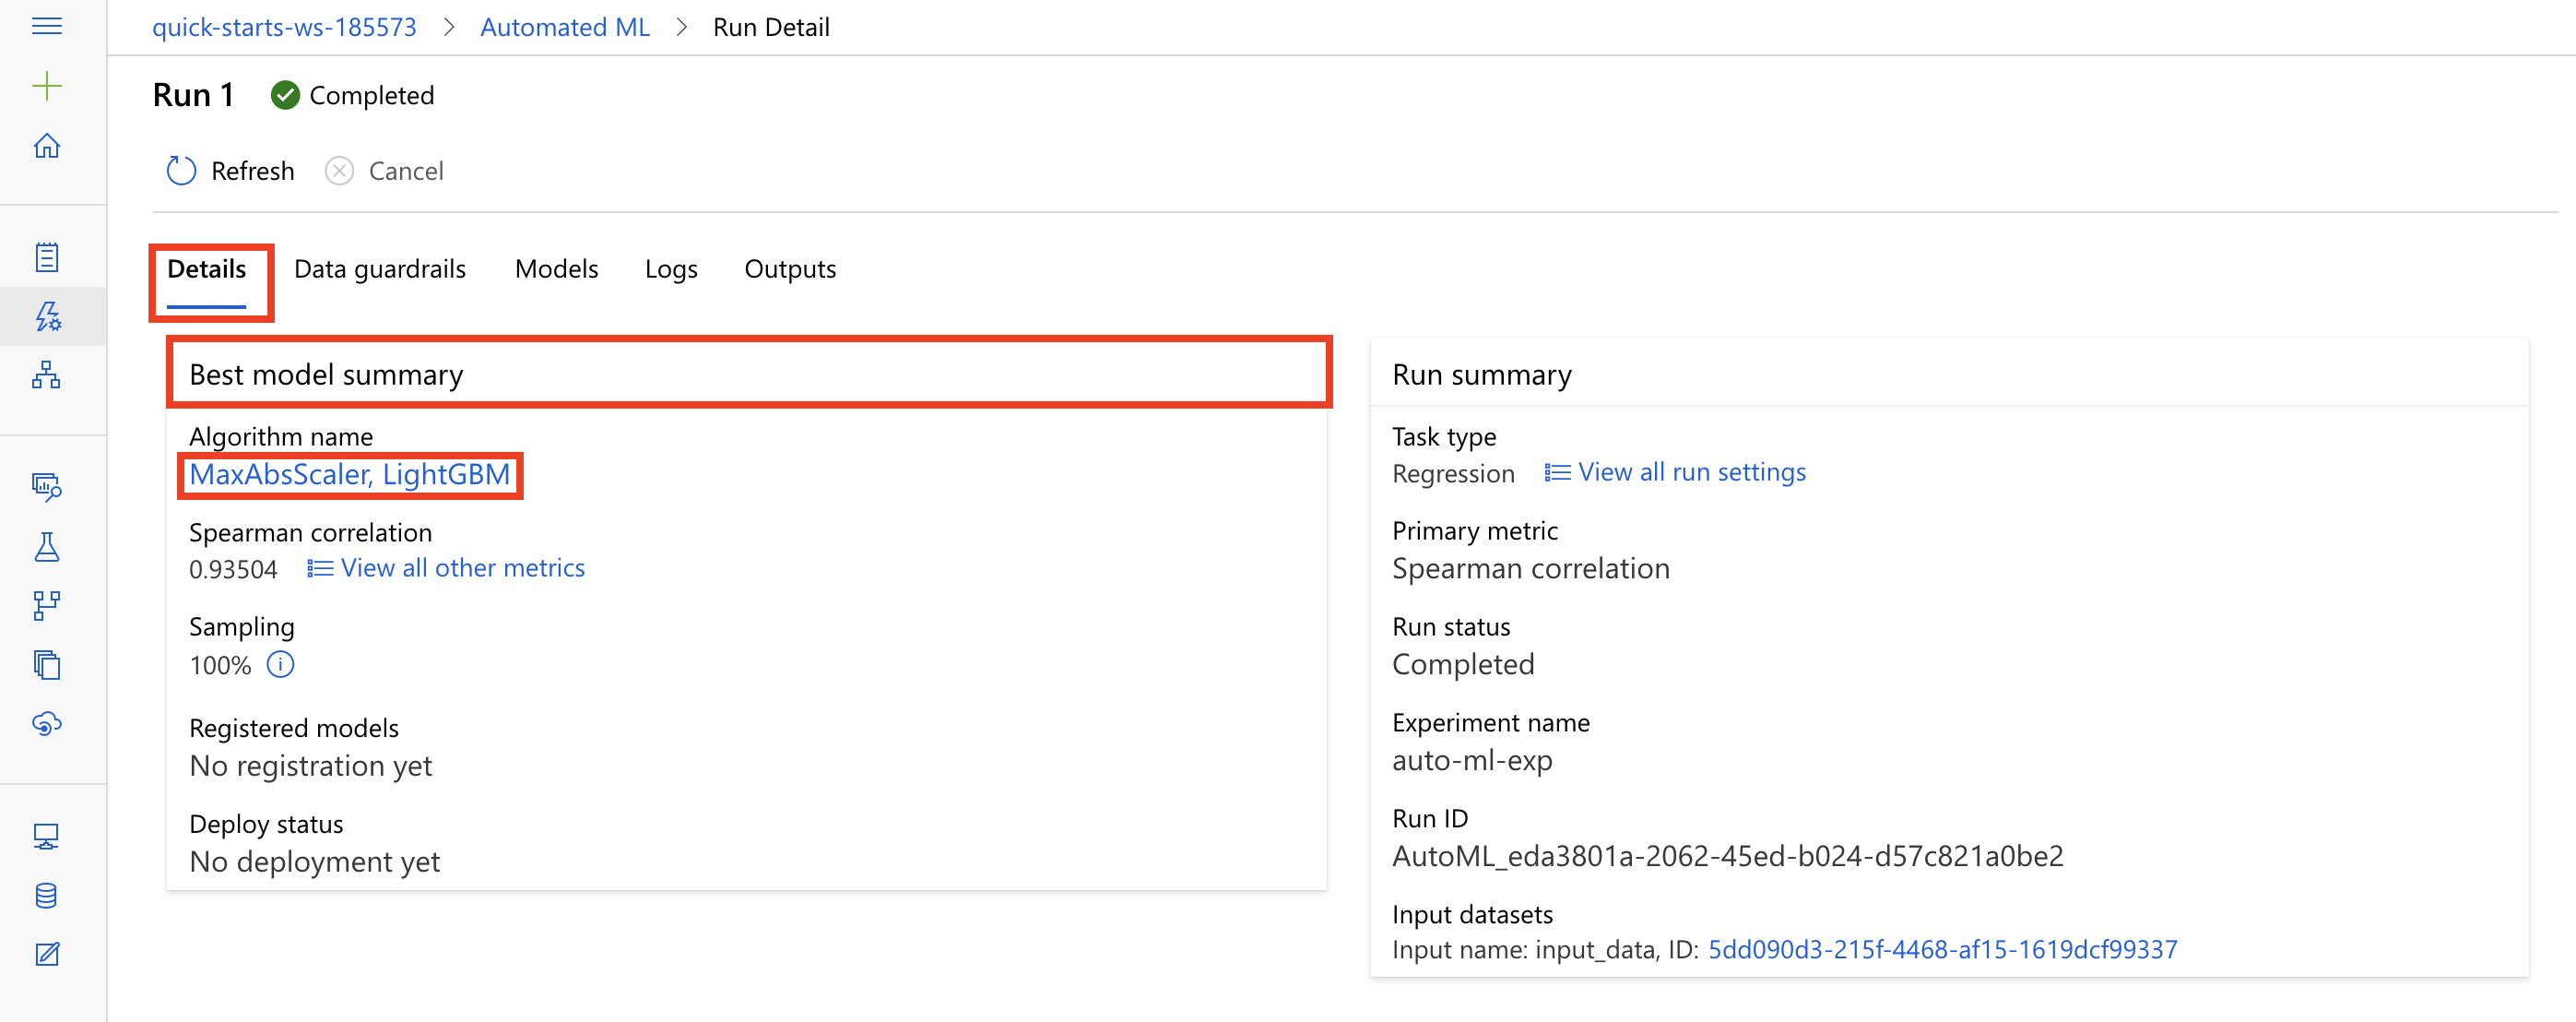 quick-starts-ws-185573 > Automated ML > Run Detail
Run 1 Completed
Refresh Cancel
Details Data guardrails Models Logs Outputs
Best model summary
Algorithm name
MaxAbsScaler, LightGBM
Spearman correlation
0.93504 View all other metrics
Sampling
100%
Registered models
No registration yet
Deploy status
No deployment yet
Run summary
Task type
Regression View all run settings
Primary metric
Spearman correlation
Run status
Completed
Experiment name
auto-ml-exp
Run ID
AutoML_eda3801a-2062-45ed-b024-d57c821a0be2
Input datasets
Input name: input_data, ID: 5dd090d3-215f-4468-af15-1619dcf99337